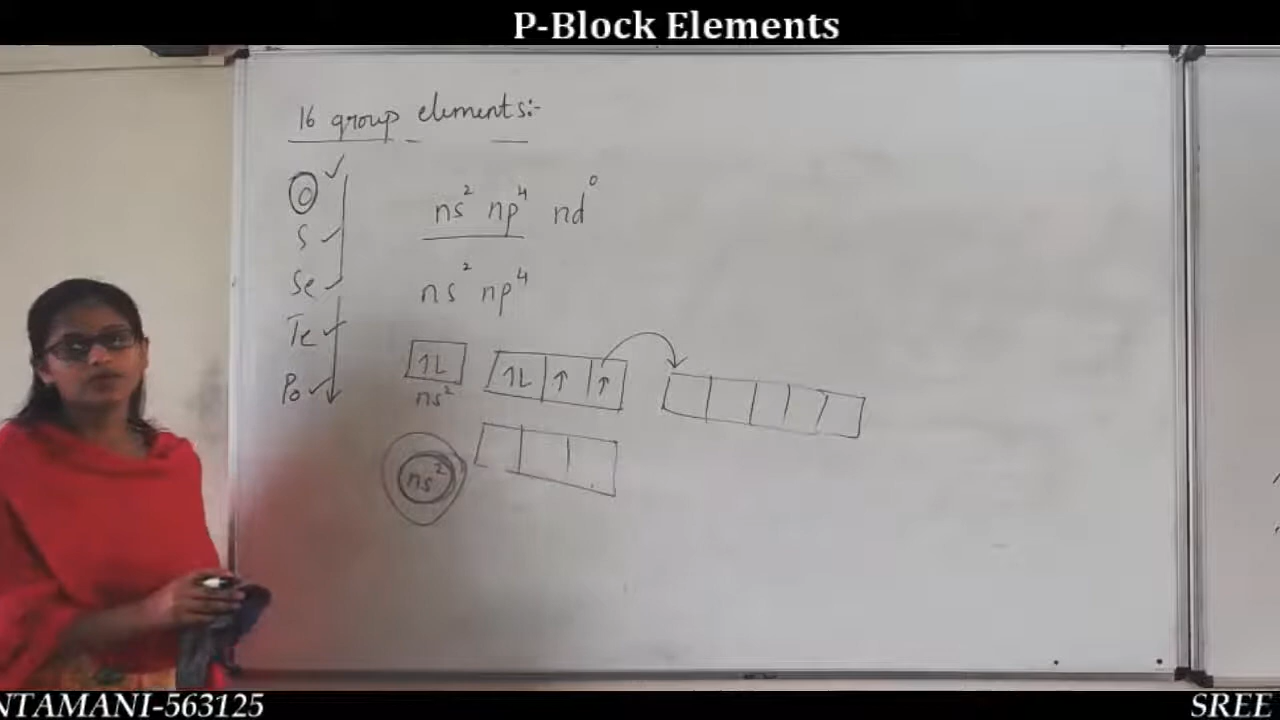 P-Block Elements
16 group elements:-
O
S
Se
Te
Po
ns² np⁴ nd⁰
ns² np⁴
↑⇂ ↑⇂ ↑ ↑
ns²
ns²
NTAMANI-563125
SREE